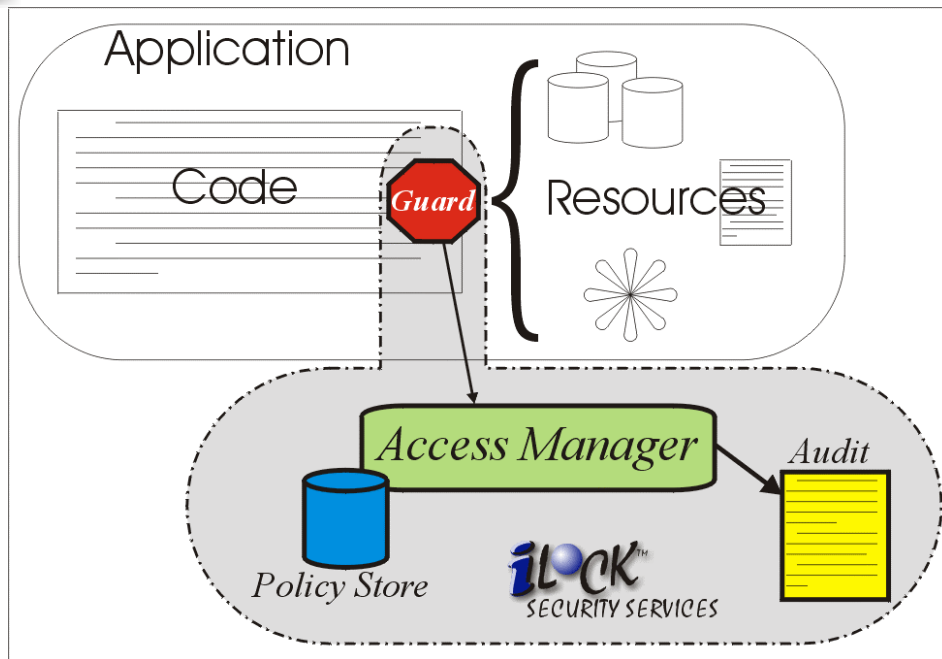 Application
Code
Guard
Resources
Access Manager
Audit
Policy Store
iLOCK™
SECURITY SERVICES